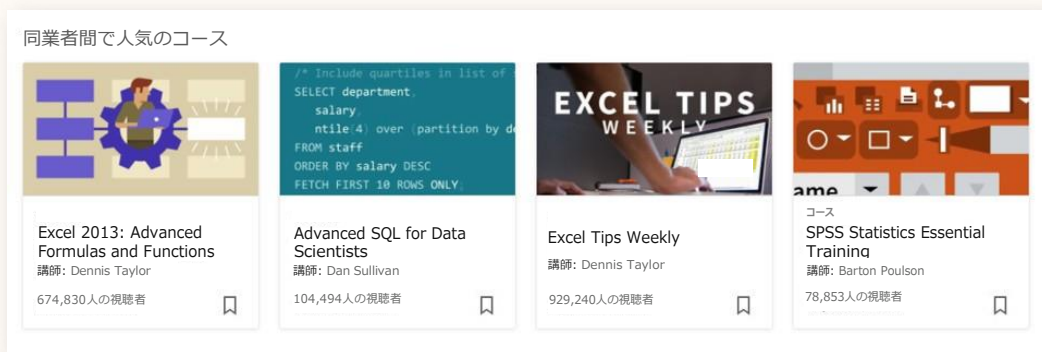 同業者間で人気のコース
/* Include quartiles in list of
SELECT department,
salary,
ntile(4) over (partition by de
FROM staff
ORDER BY salary DESC
FETCH FIRST 10 ROWS ONLY;
EXCEL TIPS
WEEKLY
ame
Excel 2013: Advanced
Formulas and Functions
講師: Dennis Taylor
674,830人の視聴者
Advanced SQL for Data
Scientists
講師: Dan Sullivan
104,494人の視聴者
Excel Tips Weekly
講師: Dennis Taylor
929,240人の視聴者
コース
SPSS Statistics Essential
Training
講師: Barton Poulson
78,853人の視聴者